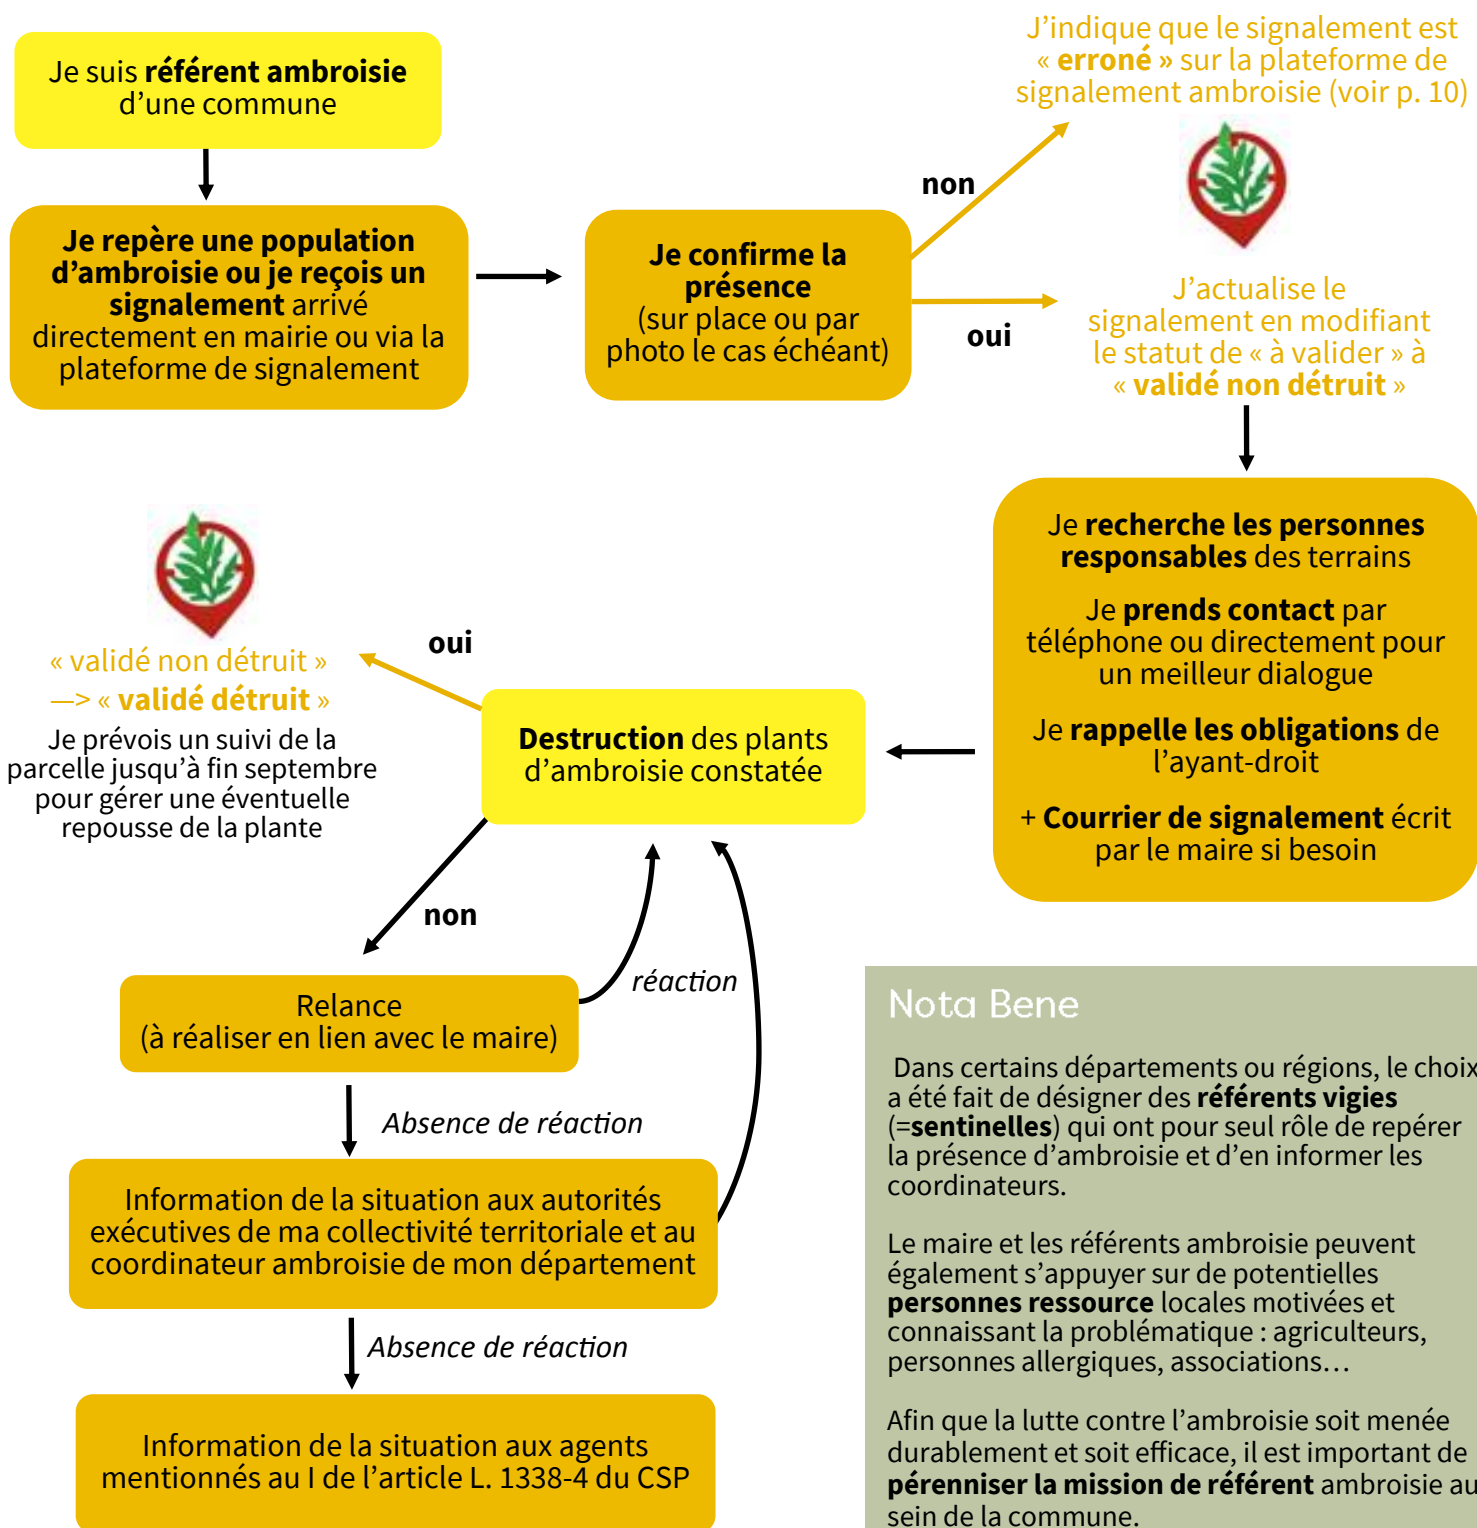 Je suis référent ambroisie
d'une commune
Je repère une population
d'ambroisie ou je reçois un
signalement arrivé
directement en mairie ou via la
plateforme de signalement
Je confirme la
présence
(sur place ou par
photo le cas échéant)
non
J'indique que le signalement est
« erroné » sur la plateforme de
signalement ambroisie (voir p. 10)
oui
J'actualise le
signalement en modifiant
le statut de « à valider » à
« validé non détruit »
Je recherche les personnes
responsables des terrains
Je prends contact par
téléphone ou directement pour
un meilleur dialogue
Je rappelle les obligations de
l'ayant-droit
+ Courrier de signalement écrit
par le maire si besoin
Destruction des plants
d'ambroisie constatée
oui
« validé non détruit »
—> « validé détruit »
Je prévois un suivi de la
parcelle jusqu'à fin septembre
pour gérer une éventuelle
repousse de la plante
non
Relance
(à réaliser en lien avec le maire)
réaction
Absence de réaction
Information de la situation aux autorités
exécutives de ma collectivité territoriale et au
coordinateur ambroisie de mon département
Absence de réaction
Information de la situation aux agents
mentionnés au I de l'article L. 1338-4 du CSP
Nota Bene
Dans certains départements ou régions, le choix
a été fait de désigner des référents vigies
(=sentinelles) qui ont pour seul rôle de repérer
la présence d'ambroisie et d'en informer les
coordinateurs.
Le maire et les référents ambroisie peuvent
également s'appuyer sur de potentielles
personnes ressource locales motivées et
connaissant la problématique : agriculteurs,
personnes allergiques, associations…
Afin que la lutte contre l'ambroisie soit menée
durablement et soit efficace, il est important de
pérenniser la mission de référent ambroisie au
sein de la commune.